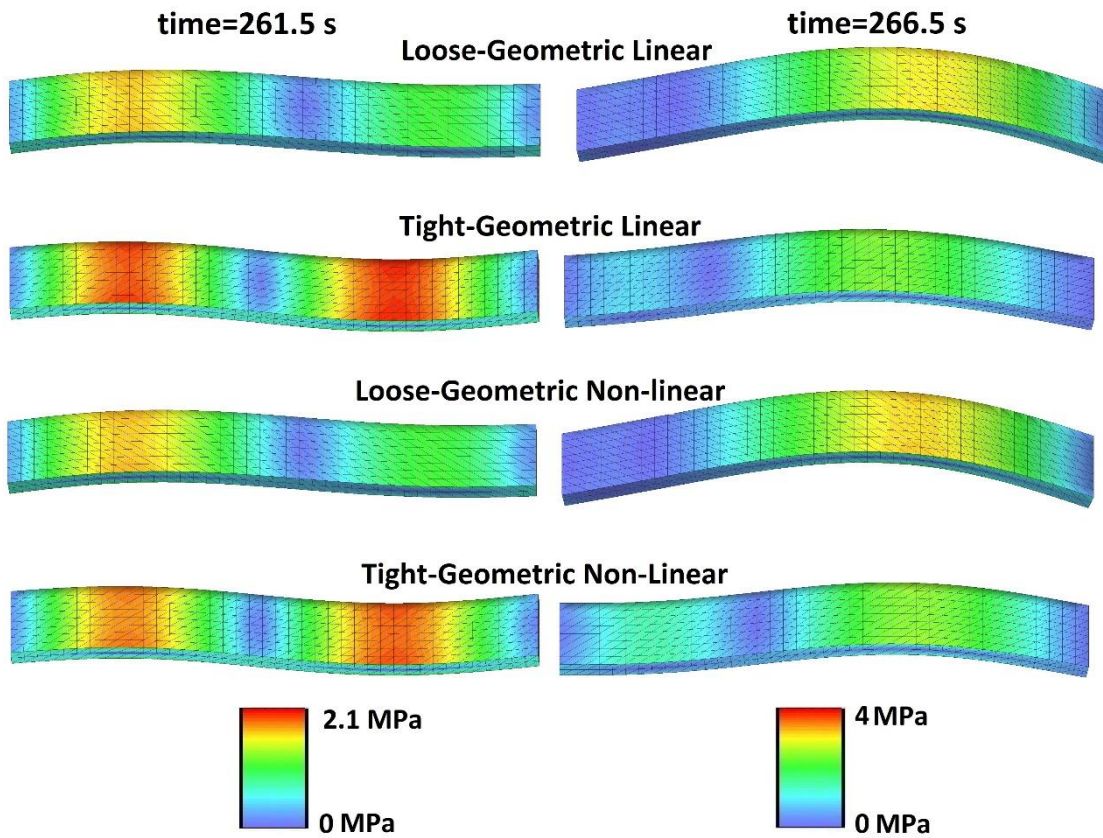 time=261.5 s
time=266.5 s
Loose-Geometric Linear
Tight-Geometric Linear
Loose-Geometric Non-linear
Tight-Geometric Non-Linear
2.1 MPa
0 MPa
4 MPa
0 MPa